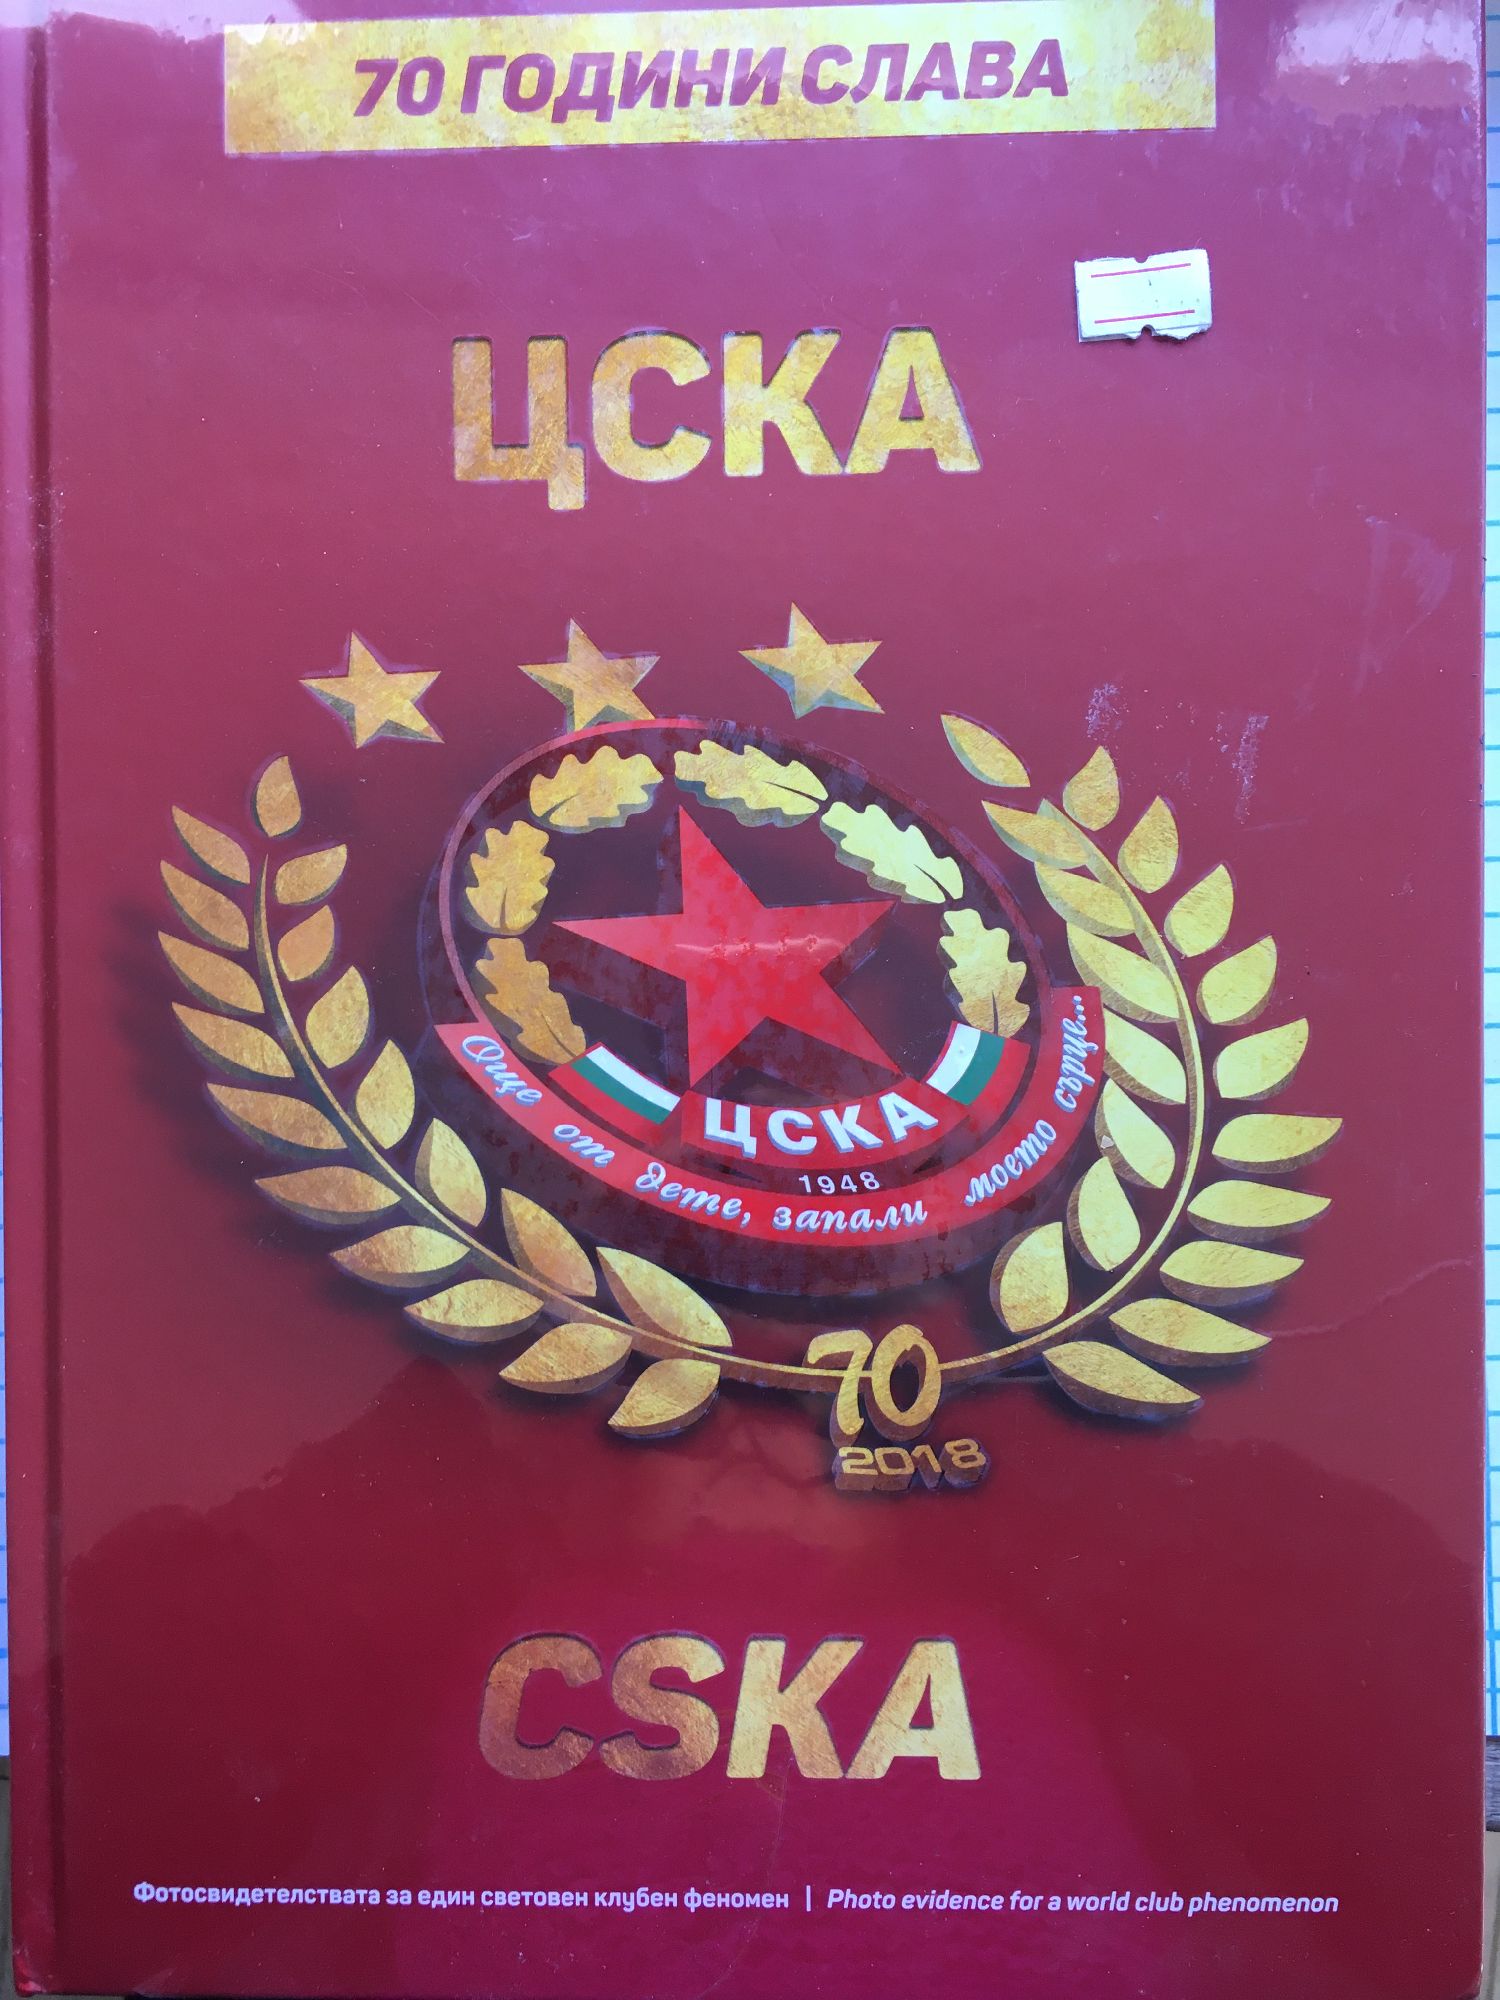 70 ГОДИНИ СЛАВА
ЦСКА
ЦСКА
1948
Още от дете, запали моето сърце...
70
2018
CSKA
Фотосвидетелствата за един световен клубен феномен | Photo evidence for a world club phenomenon